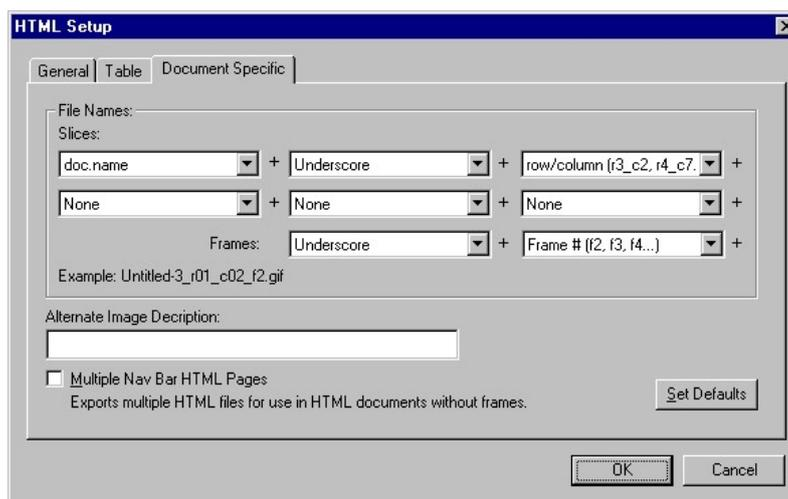 HTML Setup
General Table Document Specific
File Names:
Slices:
doc.name + Underscore + row/column (r3_c2, r4_c7. +
None + None + None +
Frames: Underscore + Frame # (f2, f3, f4...) +
Example: Untitled-3_r01_c02_f2.gif
Alternate Image Decription:
Multiple Nav Bar HTML Pages
Exports multiple HTML files for use in HTML documents without frames.
Set Defaults
OK Cancel